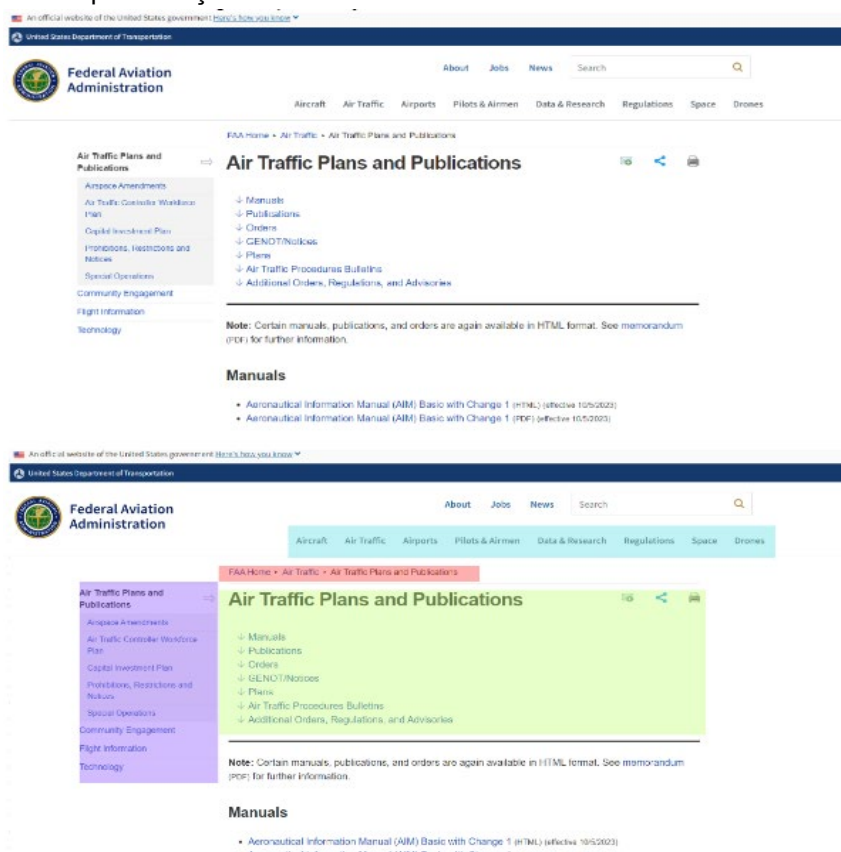 An official website of the United States government Here's how you know
United States Department of Transportation
Federal Aviation
Administration
About Jobs News Search
Aircraft Air Traffic Airports Pilots & Airmen Data & Research Regulations Space Drones
FAA Home • Air Traffic • Air Traffic Plans and Publications
Air Traffic Plans and
Publications
Airspace Amendments
Air Traffic Controller Workforce
Plan
Capital Investment Plan
Prohibitions, Restrictions and
Notices
Special Operations
Community Engagement
Flight Information
Technology
Air Traffic Plans and Publications
↓ Manuals
↓ Publications
↓ Orders
↓ GENOT/Notices
↓ Plans
↓ Air Traffic Procedures Bulletins
↓ Additional Orders, Regulations, and Advisories
Note: Certain manuals, publications, and orders are again available in HTML format. See memorandum
(PDF) for further information.
Manuals
• Aeronautical Information Manual (AIM) Basic with Change 1 (HTML) (effective 10/5/2023)
• Aeronautical Information Manual (AIM) Basic with Change 1 (PDF) (effective 10/5/2023)
An official website of the United States government Here's how you know
United States Department of Transportation
Federal Aviation
Administration
About Jobs News Search
Aircraft Air Traffic Airports Pilots & Airmen Data & Research Regulations Space Drones
FAA Home • Air Traffic • Air Traffic Plans and Publications
Air Traffic Plans and
Publications
Airspace Amendments
Air Traffic Controller Workforce
Plan
Capital Investment Plan
Prohibitions, Restrictions and
Notices
Special Operations
Community Engagement
Flight Information
Technology
Air Traffic Plans and Publications
↓ Manuals
↓ Publications
↓ Orders
↓ GENOT/Notices
↓ Plans
↓ Air Traffic Procedures Bulletins
↓ Additional Orders, Regulations, and Advisories
Note: Certain manuals, publications, and orders are again available in HTML format. See memorandum
(PDF) for further information.
Manuals
• Aeronautical Information Manual (AIM) Basic with Change 1 (HTML) (effective 10/5/2023)